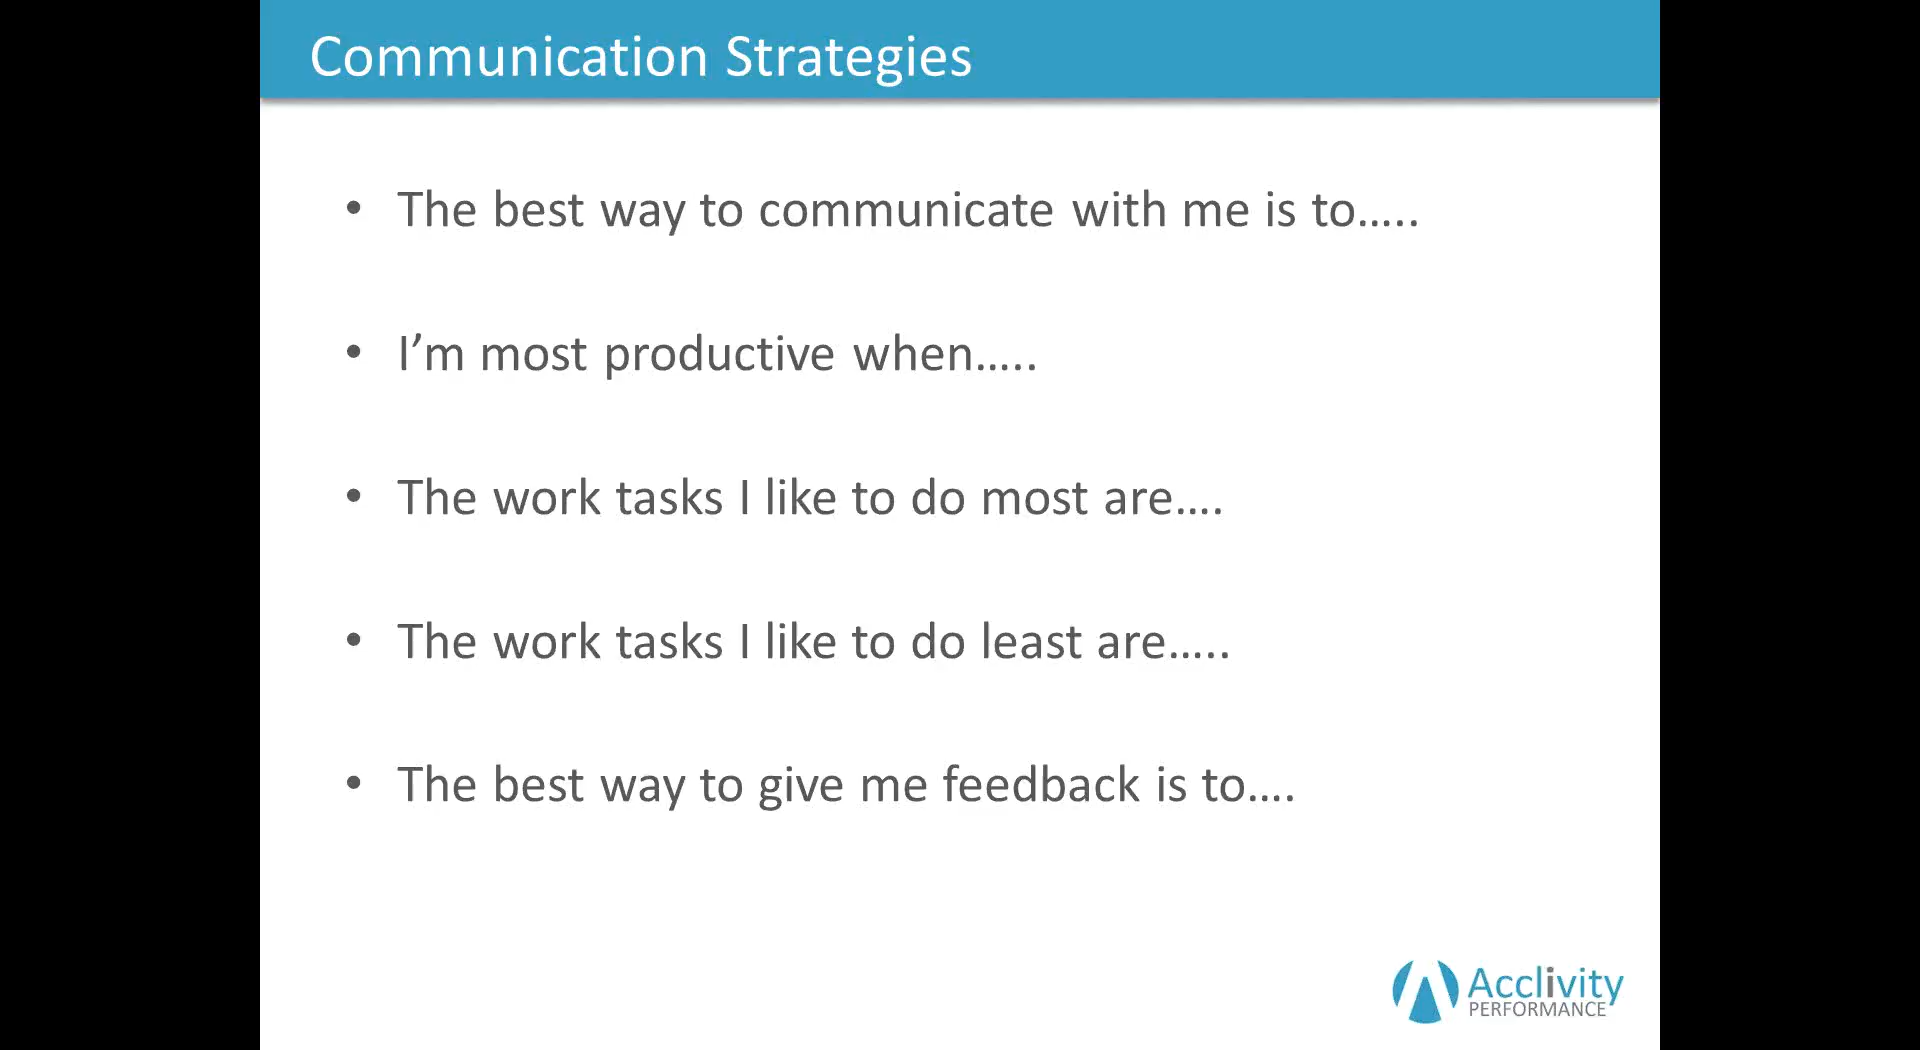 Communication Strategies
• The best way to communicate with me is to…..
• I’m most productive when…..
• The work tasks I like to do most are….
• The work tasks I like to do least are…..
• The best way to give me feedback is to….
Acclivity
PERFORMANCE